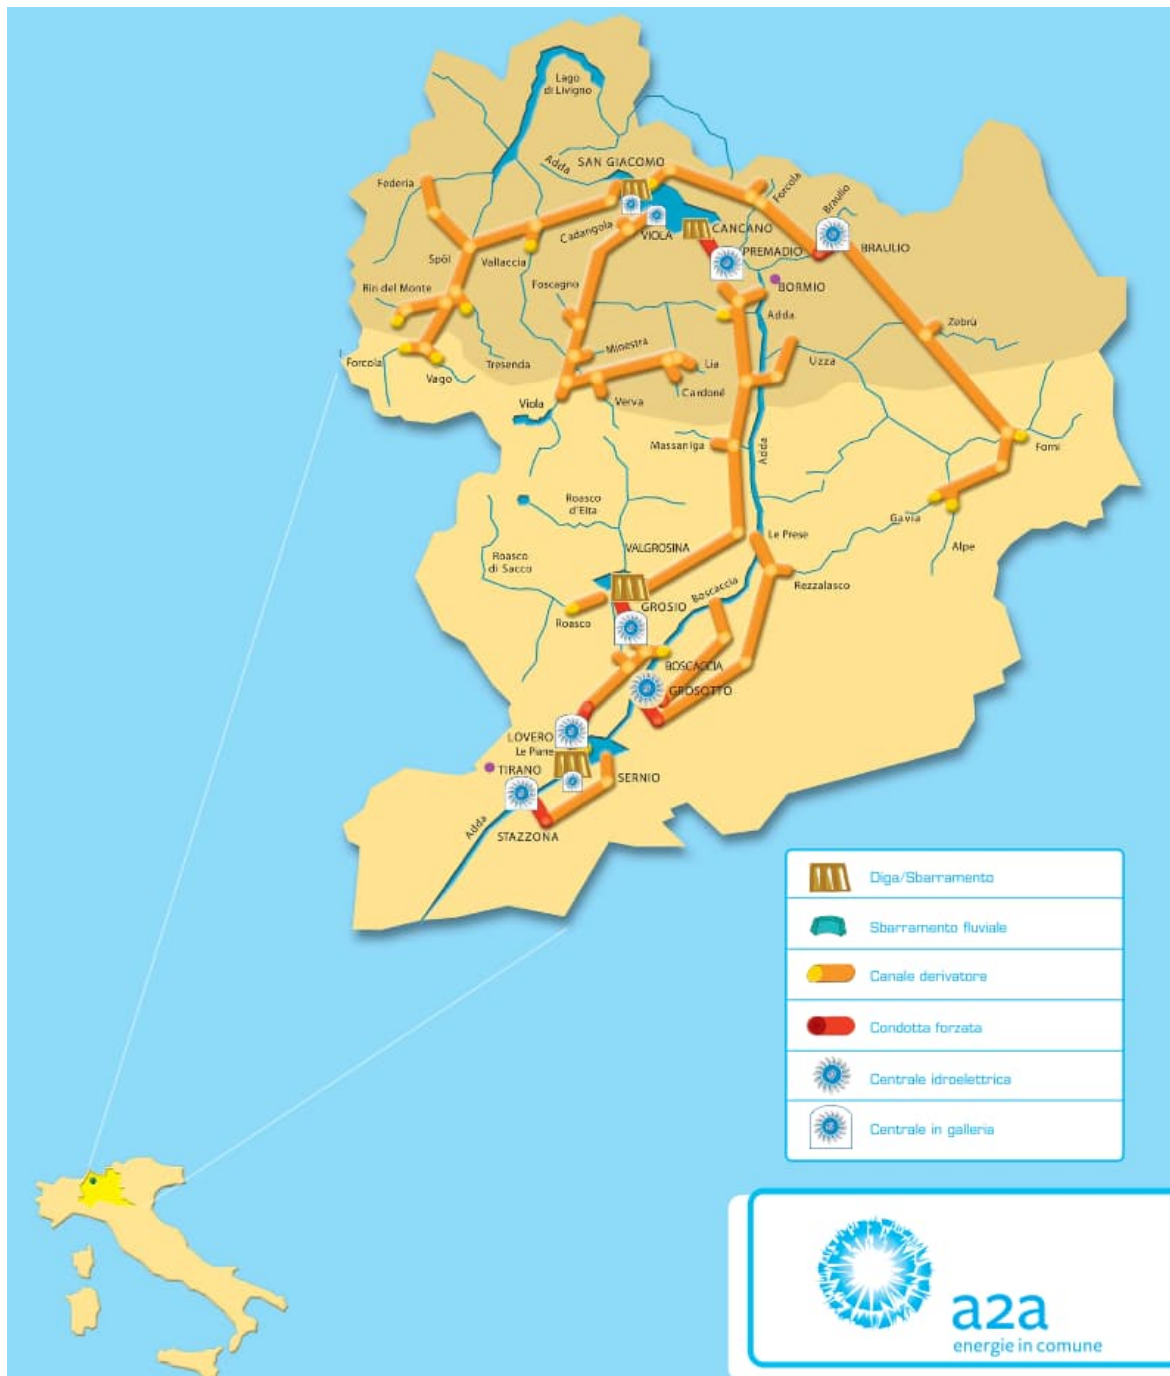 Lago
di Livigno
Adda
SAN GIACOMO
Federia
Forcola
Braulio
Cadangola
VIOLA
CANCANO
BRAULIO
PREMADIO
Spöl
Vallaccia
Foscagno
BORMIO
Rin del Monte
Adda
Zebrù
Minestra
Forcola
Tresenda
Lia
Uzza
Vago
Cardonè
Viola
Verva
Massaniga
Adda
Forni
Roasco
d'Eita
Gavia
Le Prese
Alpe
VALGROSINA
Roasco
di Sacco
Rezzalasco
Boscaccia
GROSIO
Roasco
BOSCACCIA
GROSOTTO
LOVERO
Le Piane
TIRANO
SERNIO
Adda
STAZZONA
Diga/Sbarramento
Sbarramento fluviale
Canale derivatore
Condotta forzata
Centrale idroelettrica
Centrale in galleria
a2a
energie in comune